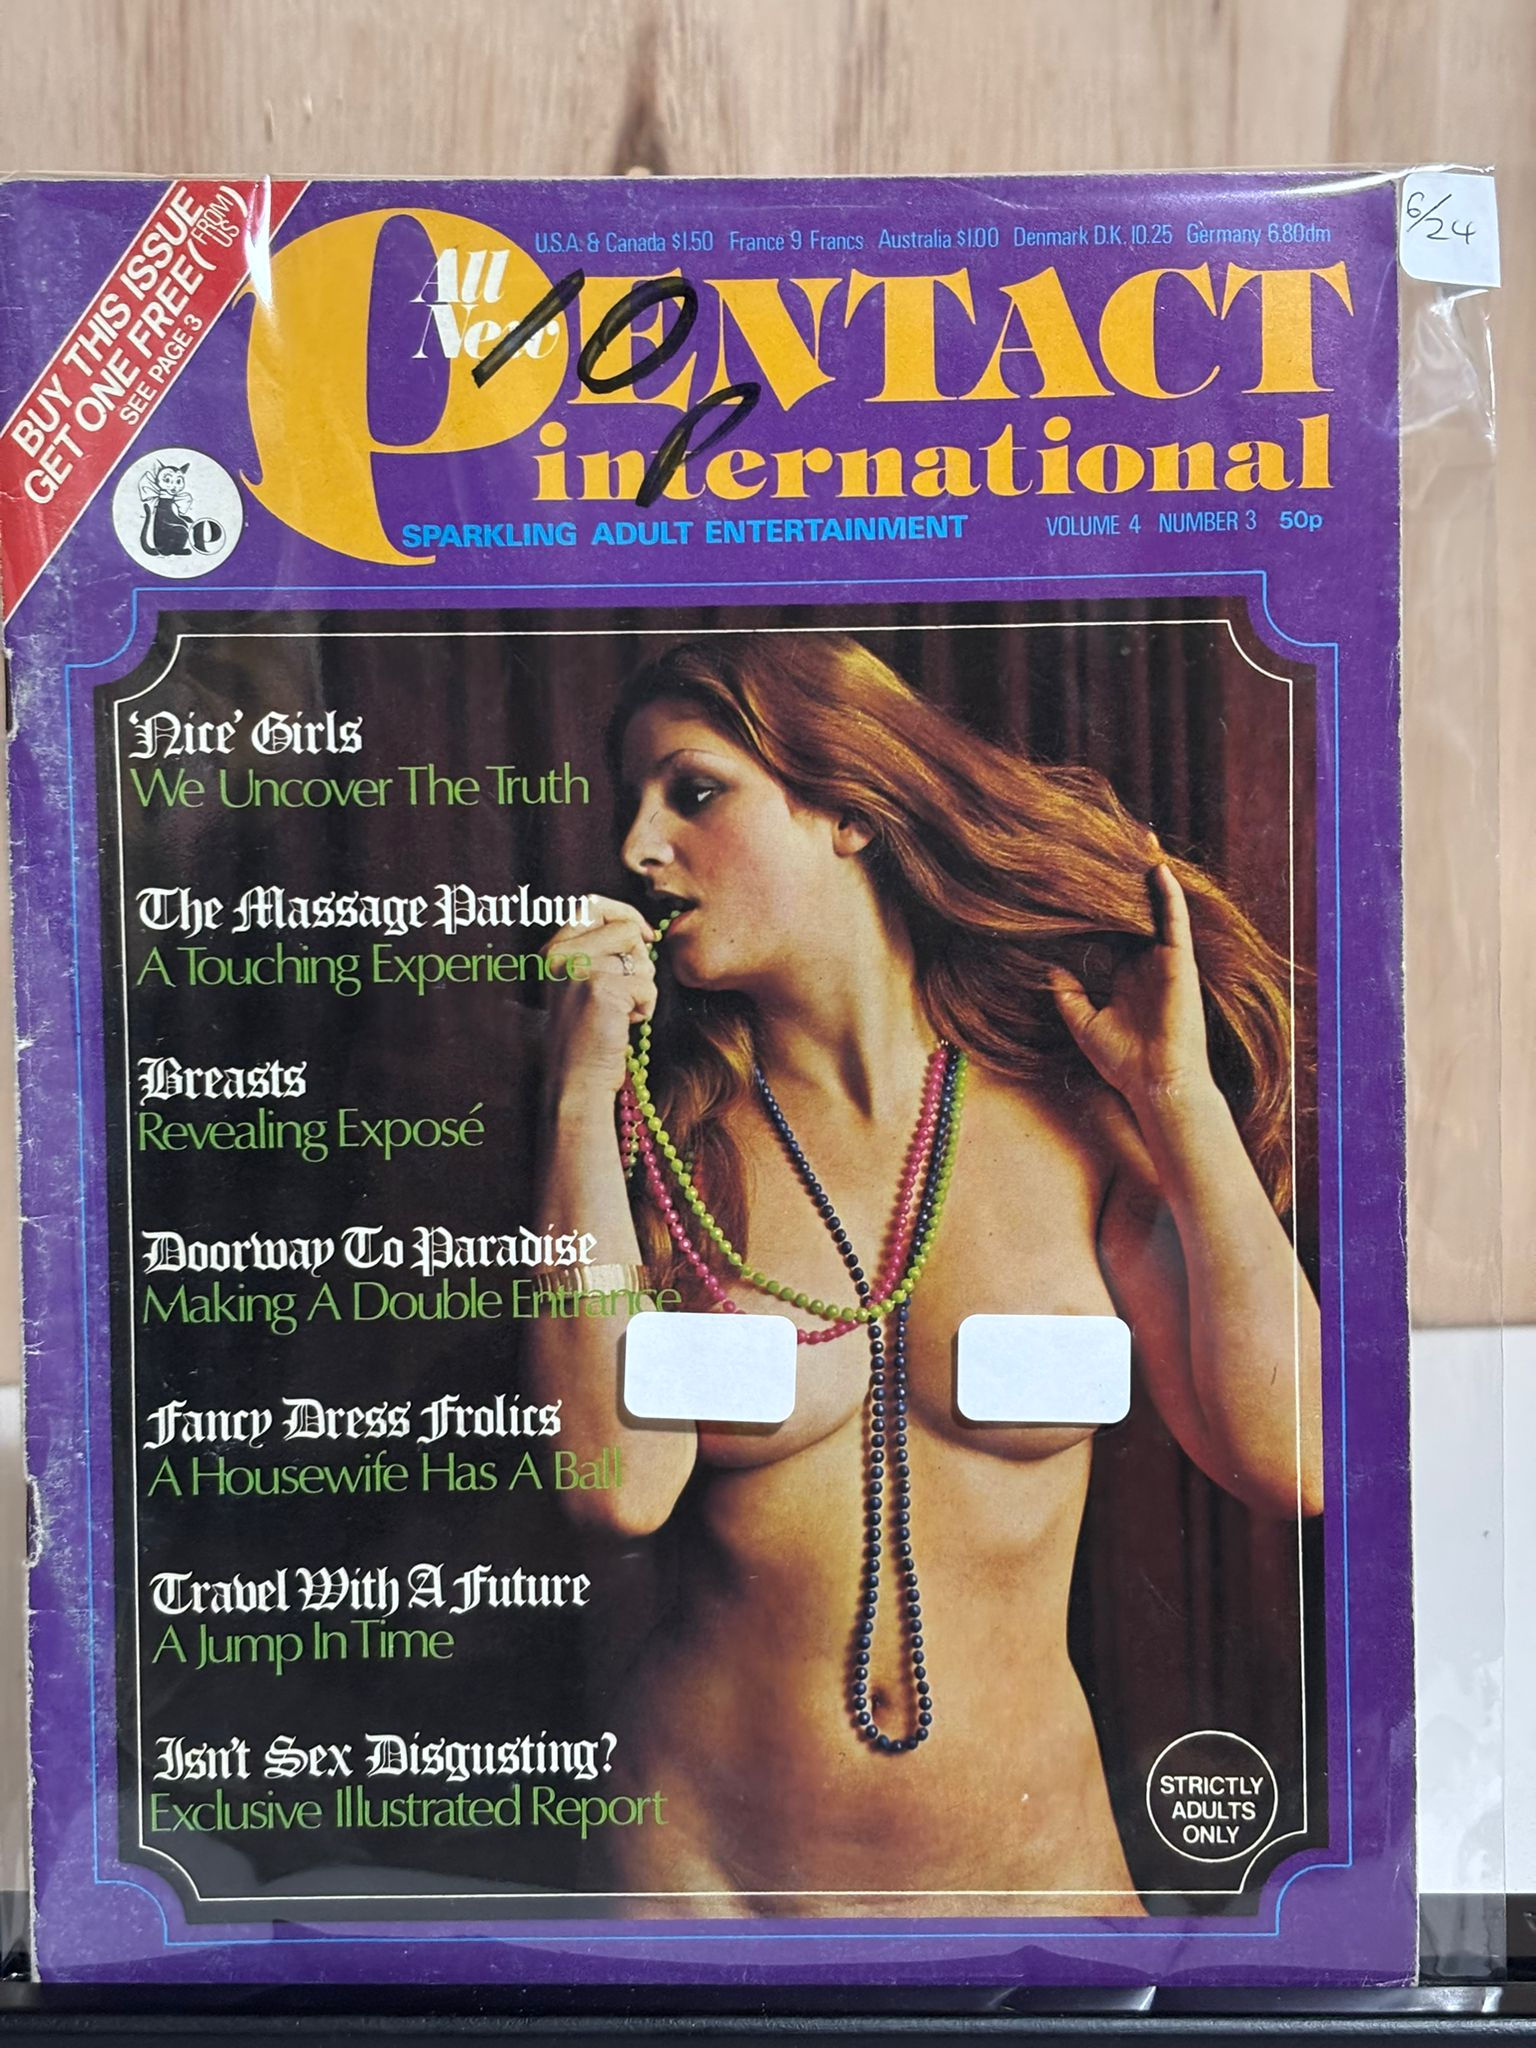 BUY THIS ISSUE
GET ONE FREE (FROM US)
SEE PAGE 3
6/24
U.S.A. & Canada $1.50 France 9 Francs Australia $1.00 Denmark D.K. 10.25 Germany 6.80dm
All
New
PENTACT
10
P
international
e
SPARKLING ADULT ENTERTAINMENT VOLUME 4 NUMBER 3 50p
'Nice' Girls
We Uncover The Truth
The Massage Parlour
A Touching Experience
Breasts
Revealing Exposé
Doorway To Paradise
Making A Double Entrance
Fancy Dress Frolics
A Housewife Has A Ball
Travel With A Future
A Jump In Time
Isn't Sex Disgusting?
Exclusive Illustrated Report
STRICTLY
ADULTS
ONLY